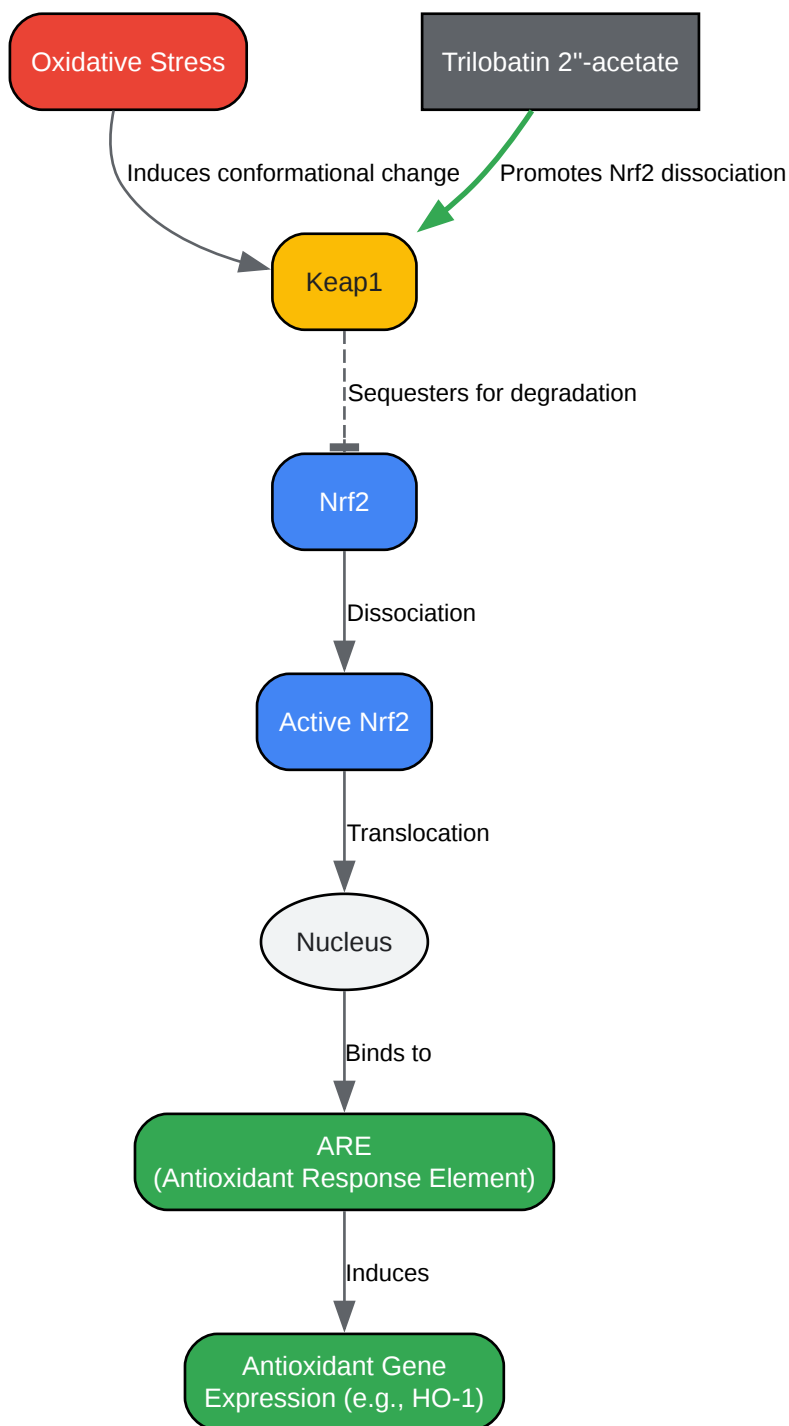 Oxidative Stress
Trilobatin 2"-acetate
Induces conformational change
Promotes Nrf2 dissociation
Keap1
Sequesters for degradation
Nrf2
Dissociation
Active Nrf2
Translocation
Nucleus
Binds to
ARE
(Antioxidant Response Element)
Induces
Antioxidant Gene
Expression (e.g., HO-1)